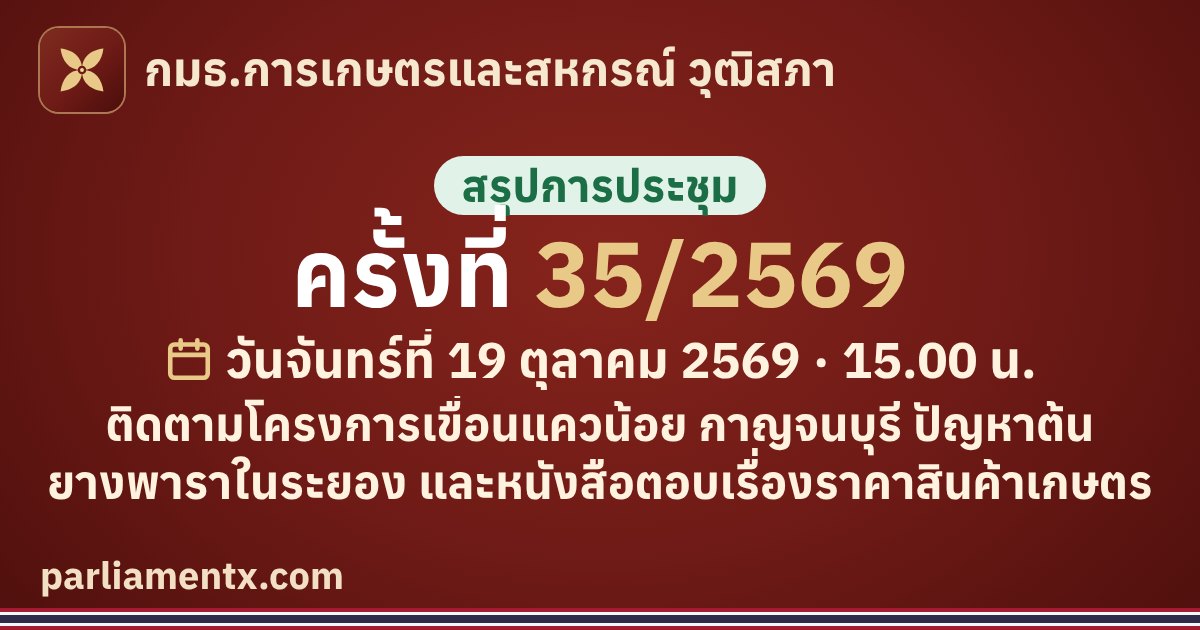 กมธ.การเกษตรและสหกรณ์ วุฒิสภา
สรุปการประชุม
ครั้งที่ 35/2569
วันจันทร์ที่ 19 ตุลาคม 2569 · 15.00 น.
ติดตามโครงการเขื่อนแควน้อย กาญจนบุรี ปัญหาต้น
ยางพาราใบระยอง และหนังสือตอบเรื่องราคาสินค้าเกษตร
parliamentx.com